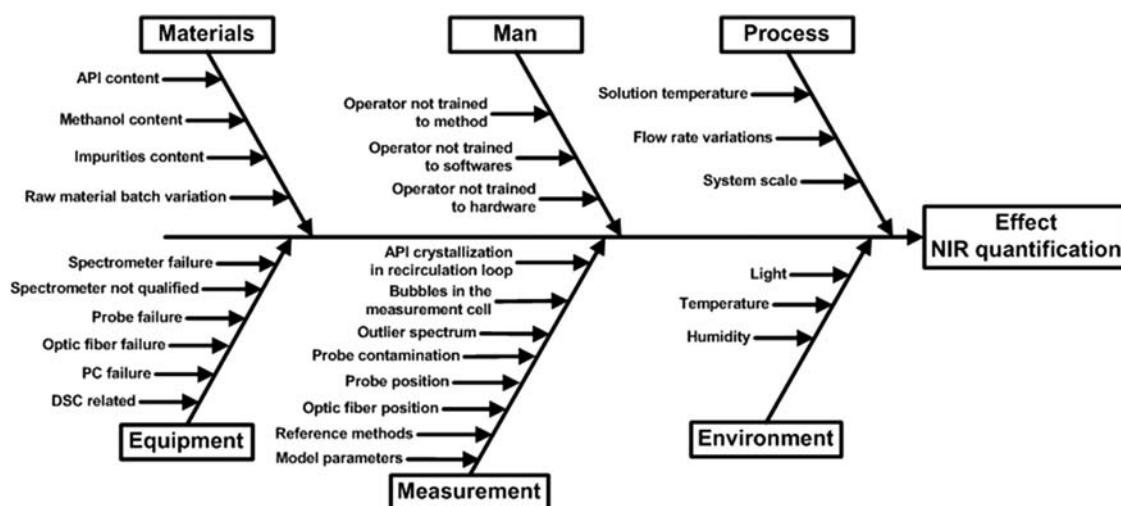 Materials
Man
Process
API content
Methanol content
Impurities content
Raw material batch variation
Operator not trained
to method
Operator not trained
to softwares
Operator not trained
to hardware
Solution temperature
Flow rate variations
System scale
Effect
NIR quantification
Spectrometer failure
Spectrometer not qualified
Probe failure
Optic fiber failure
PC failure
DSC related
Equipment
API crystallization
in recirculation loop
Bubbles in the
measurement cell
Outlier spectrum
Probe contamination
Probe position
Optic fiber position
Reference methods
Model parameters
Measurement
Light
Temperature
Humidity
Environment